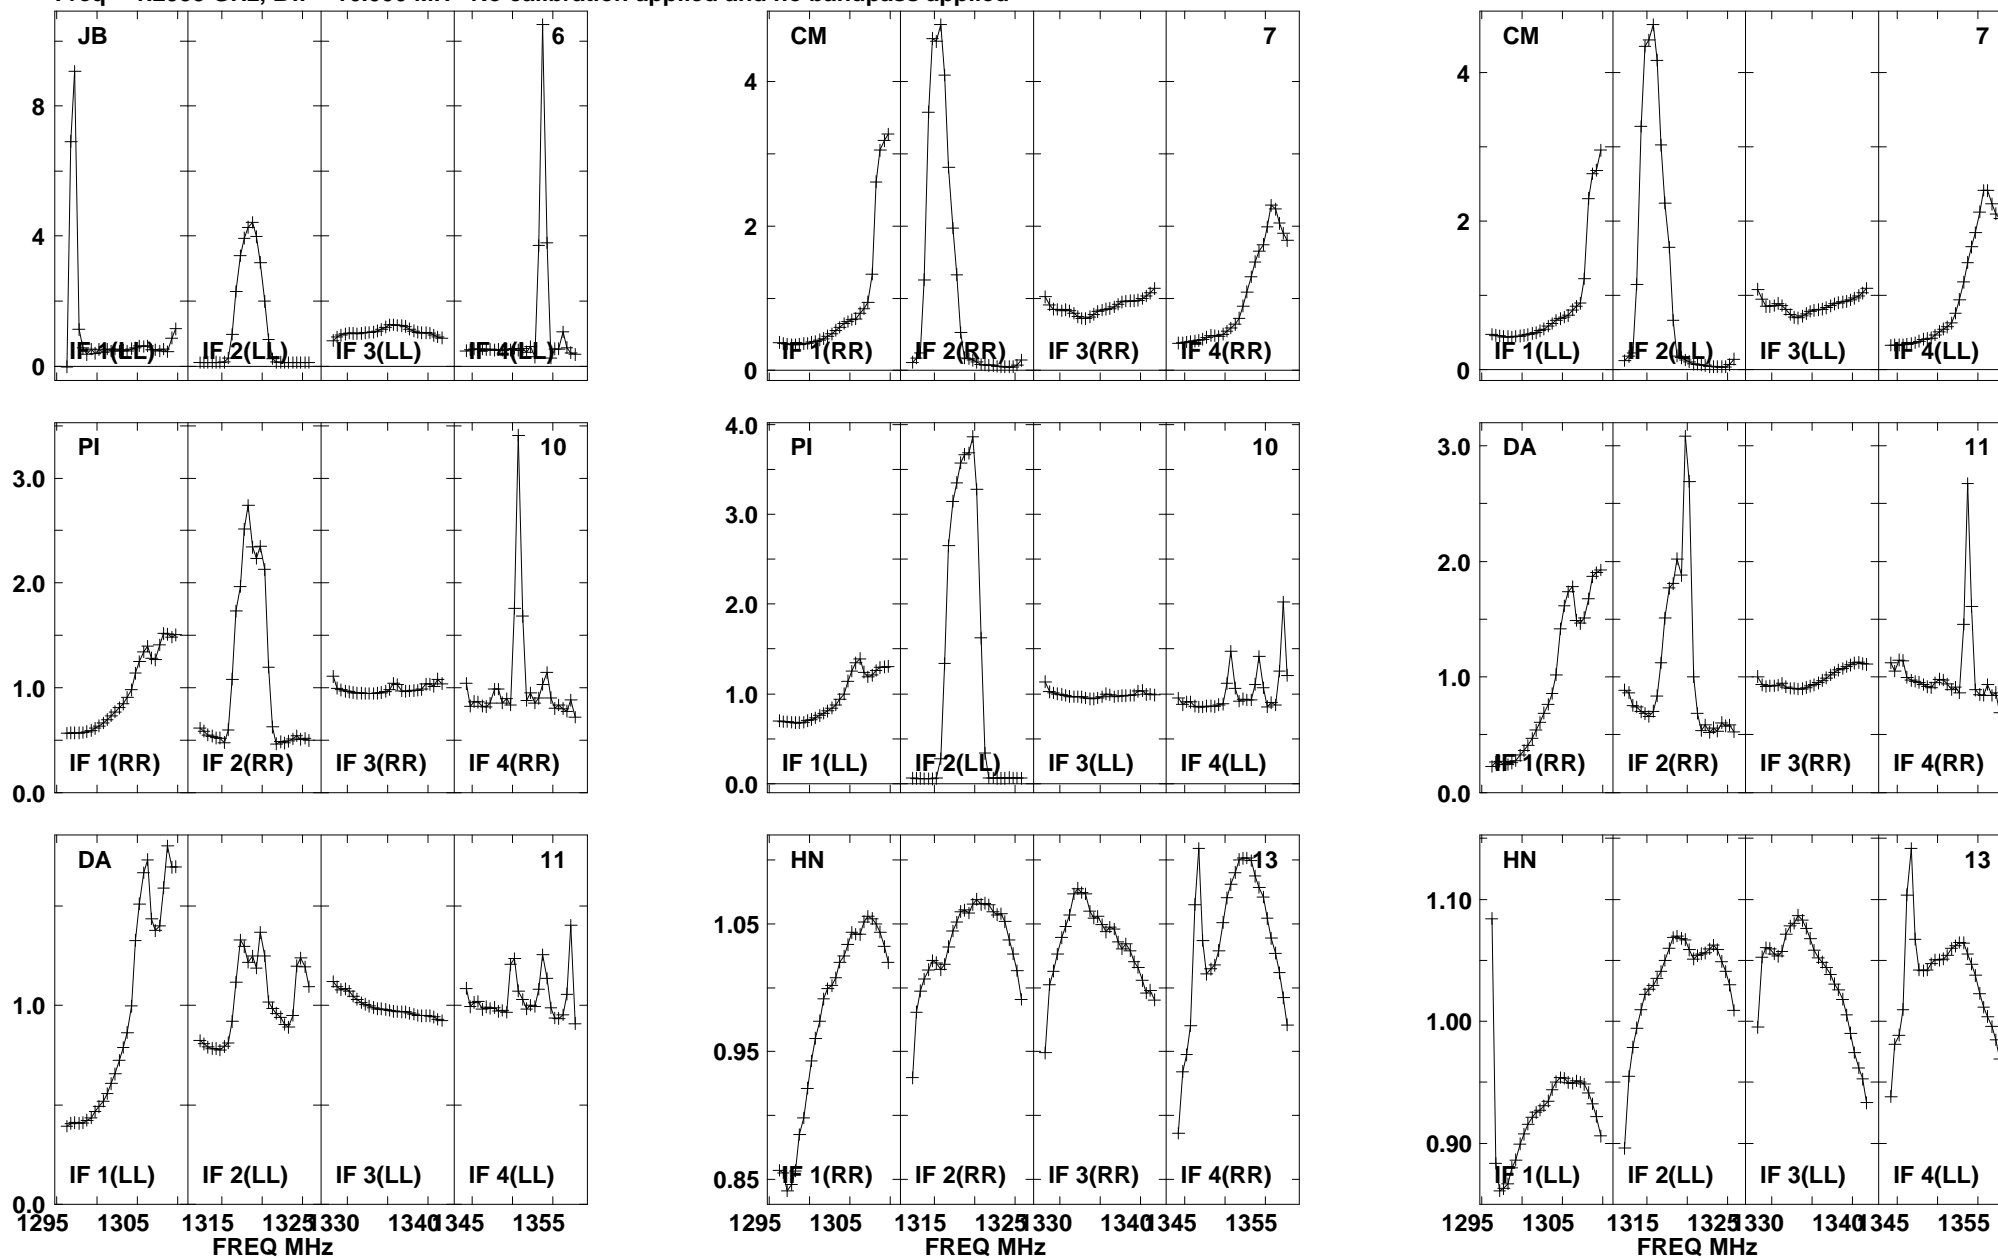 JB 6 CM 7 CM 7
8 4 4
4 2 2
0 0 0
IF 1(LL) IF 2(LL) IF 3(LL) IF 4(LL) IF 1(RR) IF 2(RR) IF 3(RR) IF 4(RR) IF 1(LL) IF 2(LL) IF 3(LL) IF 4(LL)
PI 10 PI 10 DA 11
3.0 4.0 3.0
2.0 3.0 2.0
1.0 2.0 1.0
0.0 1.0 0.0
0.0
IF 1(RR) IF 2(RR) IF 3(RR) IF 4(RR) IF 1(LL) IF 2(LL) IF 3(LL) IF 4(LL) IF 1(RR) IF 2(RR) IF 3(RR) IF 4(RR)
DA 11 HN 13 HN 13
1.0 1.05 1.10
0.0 0.95 1.00
0.85 0.90
IF 1(LL) IF 2(LL) IF 3(LL) IF 4(LL) IF 1(RR) IF 2(RR) IF 3(RR) IF 4(RR) IF 1(LL) IF 2(LL) IF 3(LL) IF 4(LL)
1295 1305 1315 1325 1330 1340 1345 1355 1295 1305 1315 1325 1330 1340 1345 1355 1295 1305 1315 1325 1330 1340 1345 1355
FREQ MHz FREQ MHz FREQ MHz